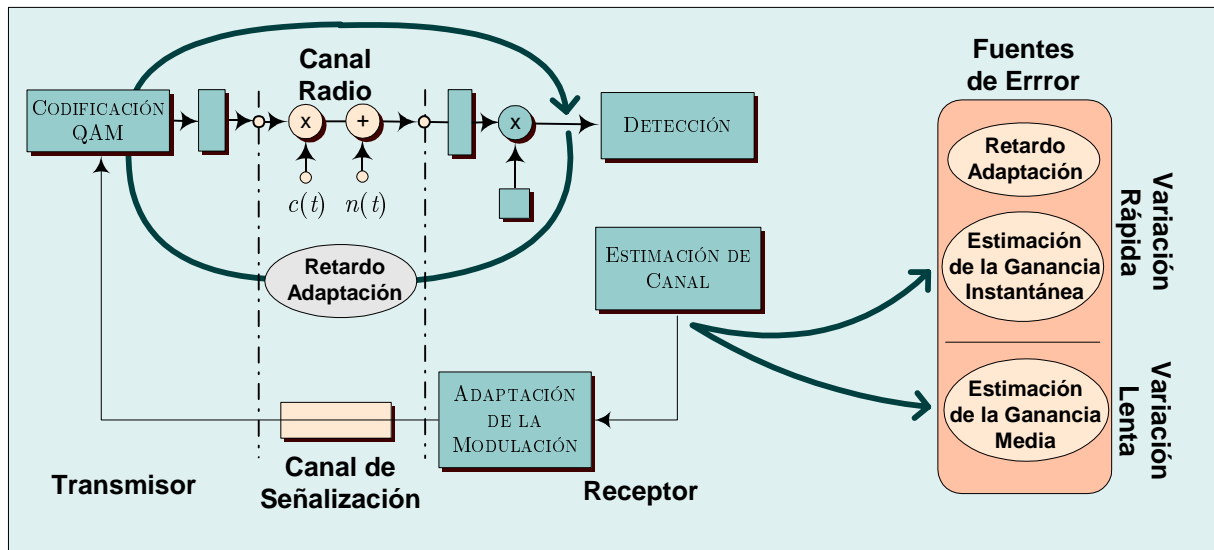 Canal
Radio
Fuentes
de Errror
CODIFICACIÓN
QAM
x
+
x
DETECCIÓN
c(t)
n(t)
Retardo
Adaptación
Retardo
Adaptación
Estimación
de la Ganancia
Instantánea
Variación
Rápida
ESTIMACIÓN DE
CANAL
Estimación
de la Ganancia
Media
Variación
Lenta
ADAPTACIÓN
DE LA
MODULACIÓN
Transmisor
Canal de
Señalización
Receptor